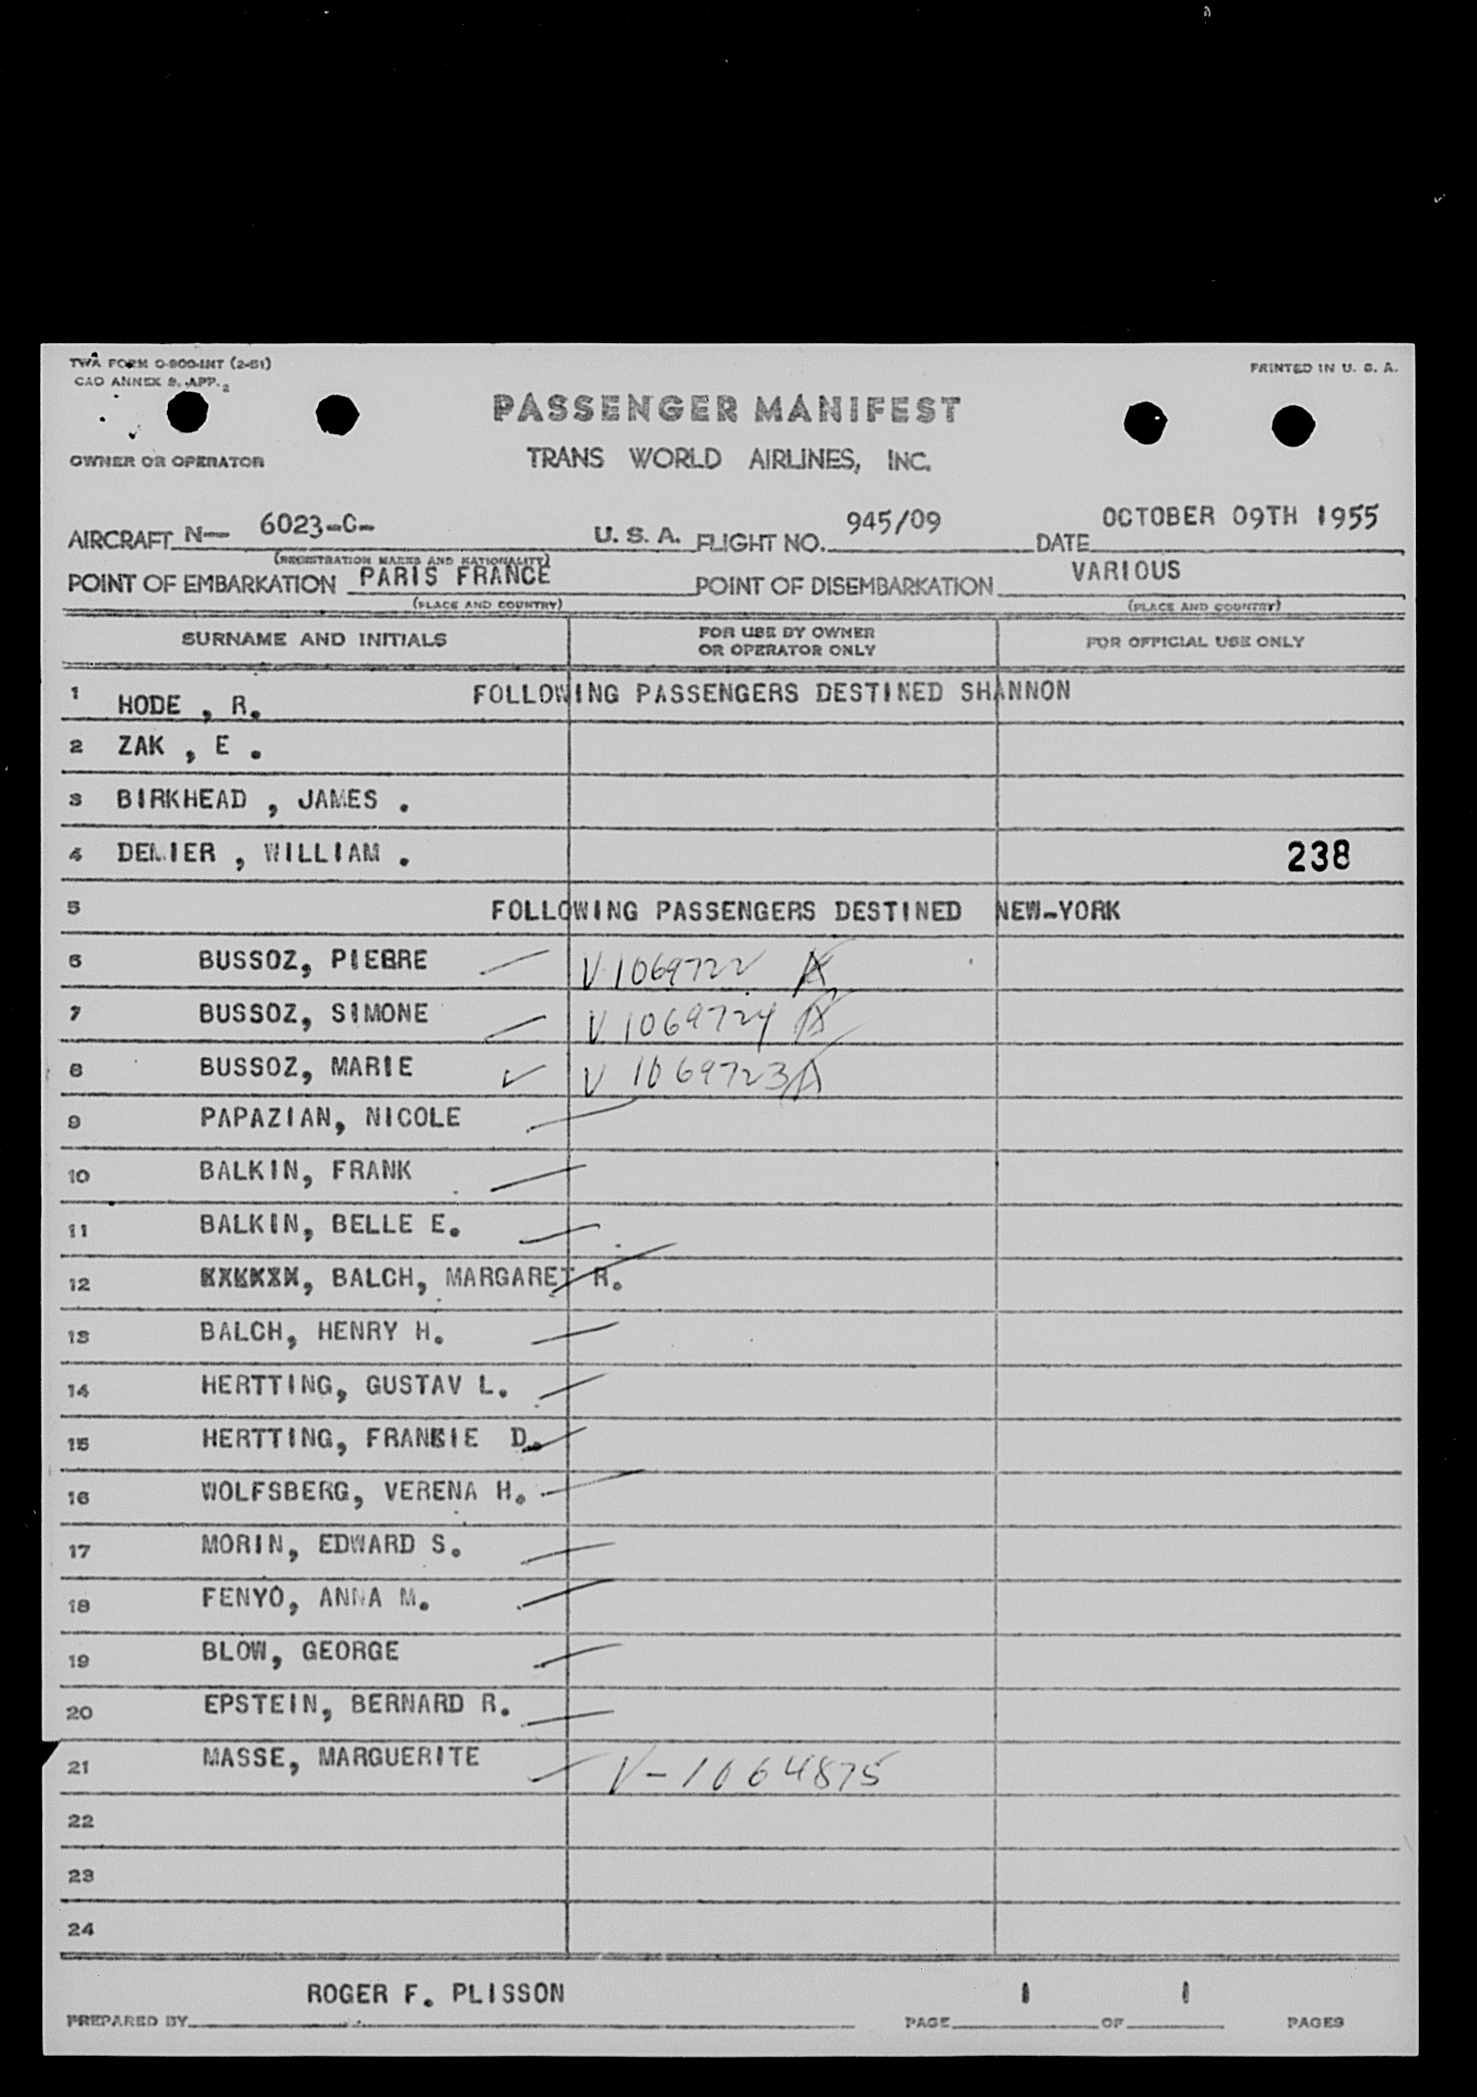 TWA FORM O-900-INT (2-51)
CAO ANNEX 9. APP. 2
PRINTED IN U. S. A.
PASSENGER MANIFEST
OWNER OR OPERATOR
TRANS WORLD AIRLINES, INC.
AIRCRAFT N— 6023-C- U. S. A. FLIGHT NO. 945/09 DATE OCTOBER 09TH 1955
(REGISTRATION MARKS AND NATIONALITY)
POINT OF EMBARKATION PARIS FRANCE POINT OF DISEMBARKATION VARIOUS
(PLACE AND COUNTRY) (PLACE AND COUNTRY)
SURNAME AND INITIALS FOR USE BY OWNER OR OPERATOR ONLY FOR OFFICIAL USE ONLY
1 HODE , R. FOLLOWING PASSENGERS DESTINED SHANNON
2 ZAK , E .
3 BIRKHEAD , JAMES .
4 , WILLIAM . 238
5 FOLLOWING PASSENGERS DESTINED NEW-YORK
6 BUSSOZ, PIERRE V 1069722
7 BUSSOZ, SIMONE V 1069724
8 BUSSOZ, MARIE V 1069723
9 PAPAZIAN, NICOLE
10 BALKIN, FRANK
11 BALKIN, BELLE E.
12 BALCH, MARGARET R.
13 BALCH, HENRY H.
14 HERTTING, GUSTAV L.
15 HERTTING, FRANKIE D.
16 WOLFSBERG, VERENA H.
17 MORIN, EDWARD S.
18 FENYO, ANNA M.
19 BLOW, GEORGE
20 EPSTEIN, BERNARD R.
21 MASSE, MARGUERITE V-1064875
22
23
24
ROGER F. PLISSON 1 1
PREPARED BY PAGE OF PAGES